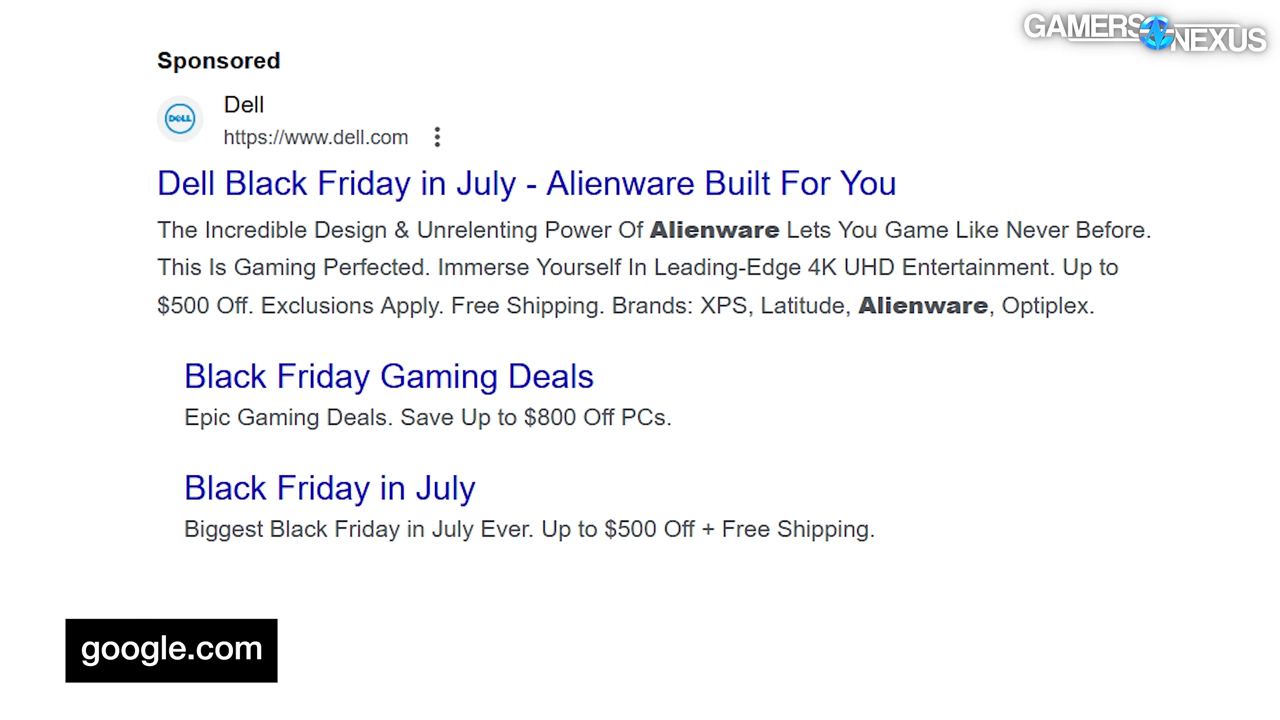 GAMERS NEXUS
Sponsored
DELL
Dell
https://www.dell.com
Dell Black Friday in July - Alienware Built For You
The Incredible Design & Unrelenting Power Of Alienware Lets You Game Like Never Before.
This Is Gaming Perfected. Immerse Yourself In Leading-Edge 4K UHD Entertainment. Up to
$500 Off. Exclusions Apply. Free Shipping. Brands: XPS, Latitude, Alienware, Optiplex.
Black Friday Gaming Deals
Epic Gaming Deals. Save Up to $800 Off PCs.
Black Friday in July
Biggest Black Friday in July Ever. Up to $500 Off + Free Shipping.
google.com